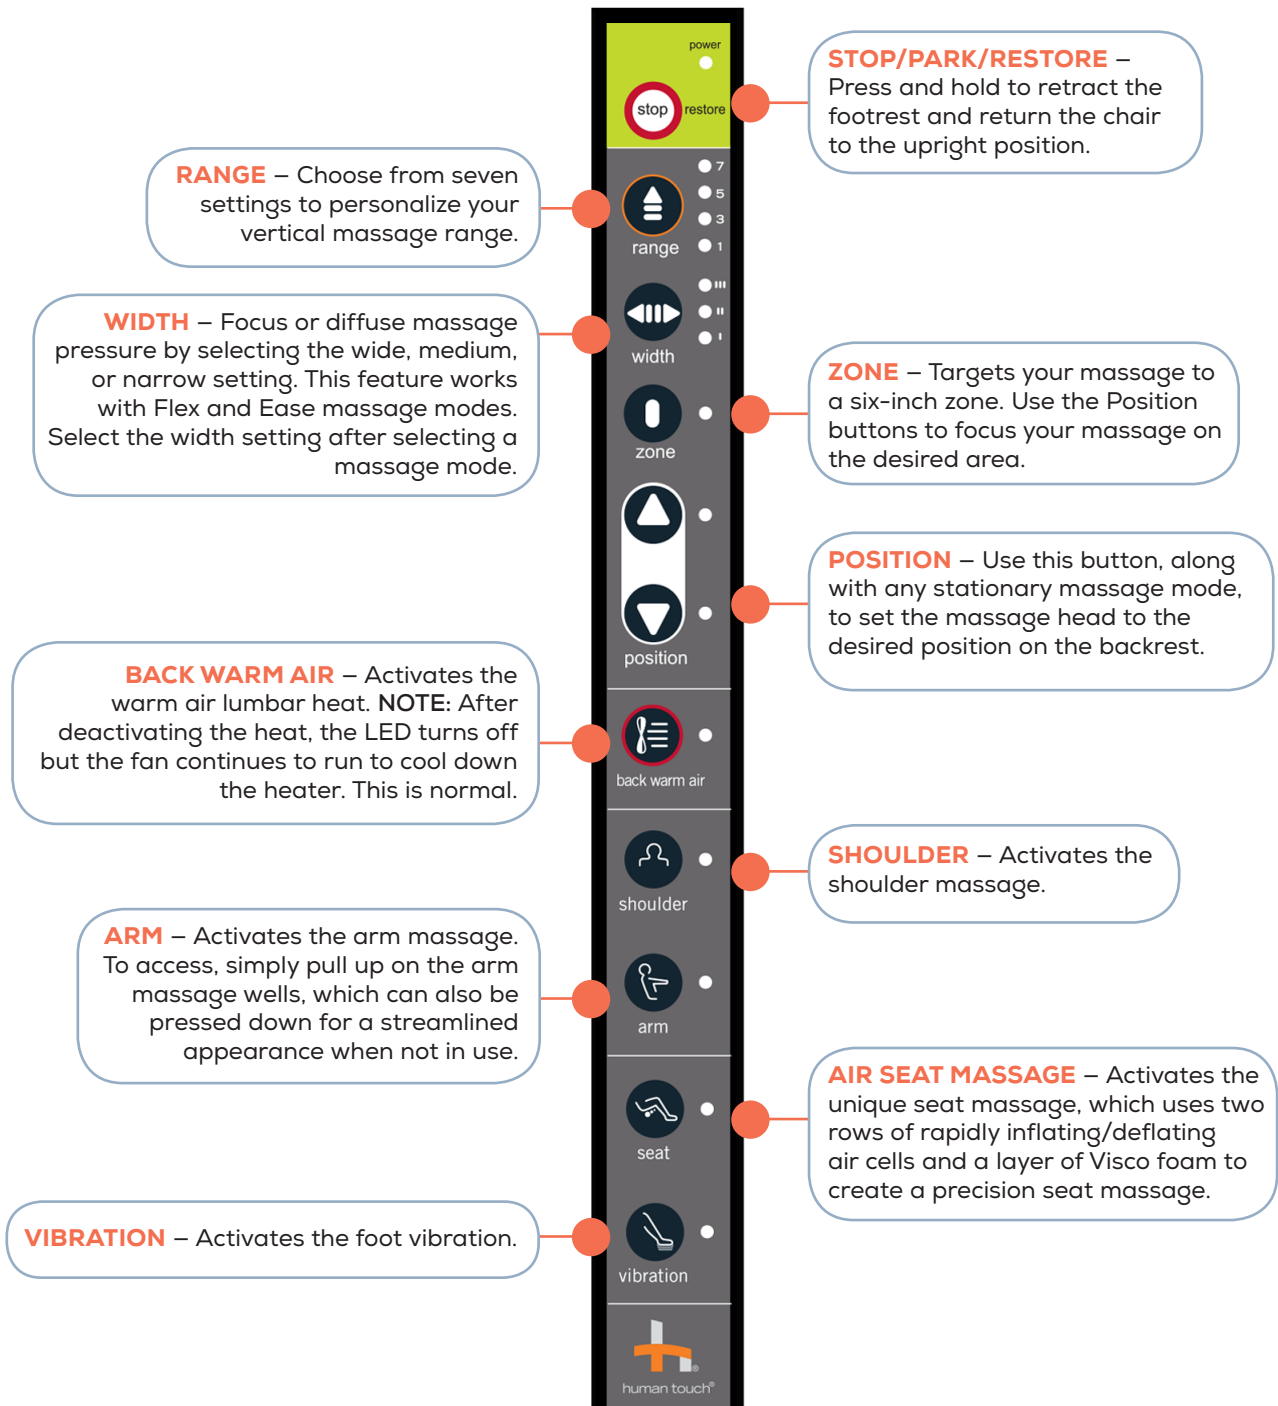 power
stop restore
STOP/PARK/RESTORE –
Press and hold to retract the
footrest and return the chair
to the upright position.
RANGE – Choose from seven
settings to personalize your
vertical massage range.
7
5
3
1
range
WIDTH – Focus or diffuse massage
pressure by selecting the wide, medium,
or narrow setting. This feature works
with Flex and Ease massage modes.
Select the width setting after selecting a
massage mode.
III
II
I
width
ZONE – Targets your massage to
a six-inch zone. Use the Position
buttons to focus your massage on
the desired area.
zone
POSITION – Use this button, along
with any stationary massage mode,
to set the massage head to the
desired position on the backrest.
position
BACK WARM AIR – Activates the
warm air lumbar heat. NOTE: After
deactivating the heat, the LED turns off
but the fan continues to run to cool down
the heater. This is normal.
back warm air
SHOULDER – Activates the
shoulder massage.
shoulder
ARM – Activates the arm massage.
To access, simply pull up on the arm
massage wells, which can also be
pressed down for a streamlined
appearance when not in use.
arm
AIR SEAT MASSAGE – Activates the
unique seat massage, which uses two
rows of rapidly inflating/deflating
air cells and a layer of Visco foam to
create a precision seat massage.
seat
VIBRATION – Activates the foot vibration.
vibration
®
human touch®